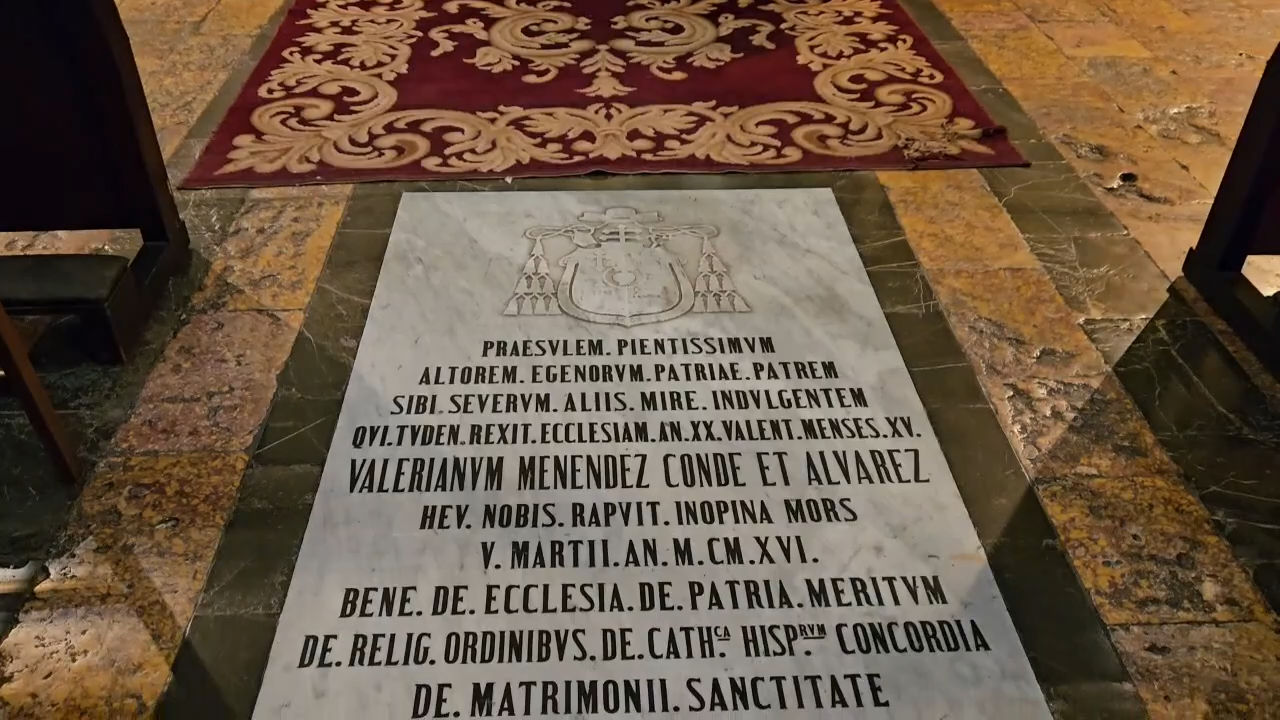 PRAESVLEM. PIENTISSIMVM
ALTOREM. EGENORVM. PATRIAE. PATREM
SIBI. SEVERVM. ALIIS. MIRE. INDVLGENTEM
QVI. TVDEN. REXIT. ECCLESIAM. AN. XX. VALENT. MENSES. XV.
VALERIANVM MENENDEZ CONDE ET ALVAREZ
HEV. NOBIS. RAPVIT. INOPINA MORS
V. MARTII. AN. M. CM. XVI.
BENE. DE. ECCLESIA. DE. PATRIA. MERITVM
DE. RELIG. ORDINIBVS. DE. CATH.CA HISP.RVM CONCORDIA
DE. MATRIMONII. SANCTITATE